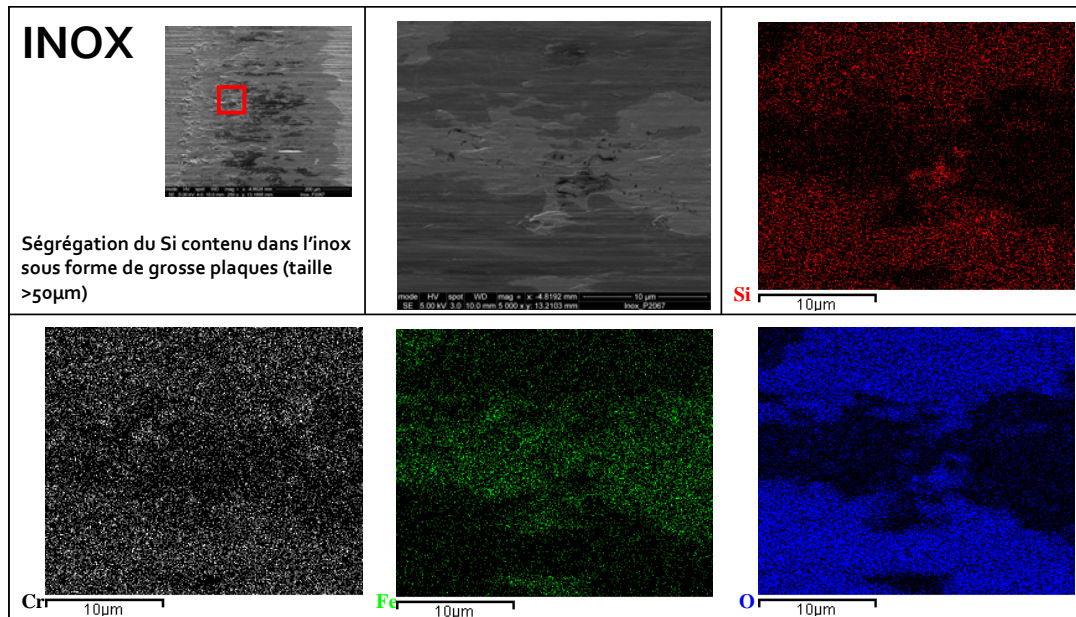 INOX
Ségrégation du Si contenu dans l'inox
sous forme de grosse plaques (taille
>50µm)
mode HV spot WD mag = x: -4.8192 mm 10 µm
SE 5.00 kV 3.0 10.0 mm 5 000 x y: 13.2103 mm Inox_P2067
Si 10µm
Cr 10µm
Fe 10µm
O 10µm